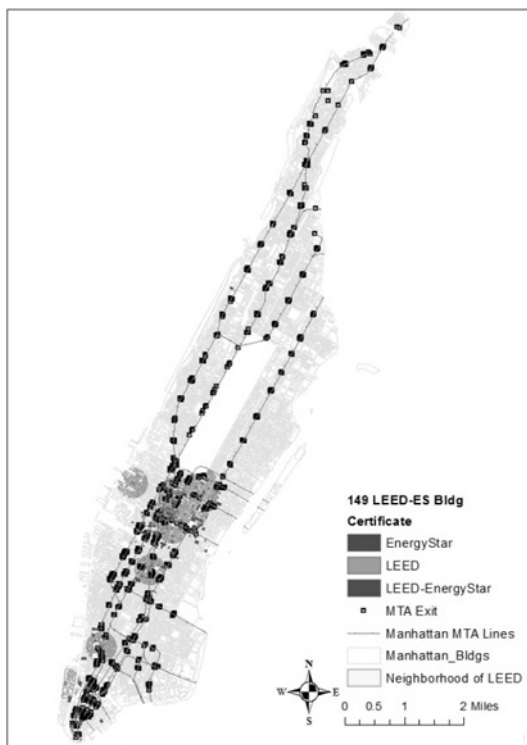 149 LEED-ES Bldg
Certificate
EnergyStar
LEED
LEED-EnergyStar
MTA Exit
Manhattan MTA Lines
Manhattan_Bldgs
Neighborhood of LEED
N
W E
S
0 0.5 1 2 Miles